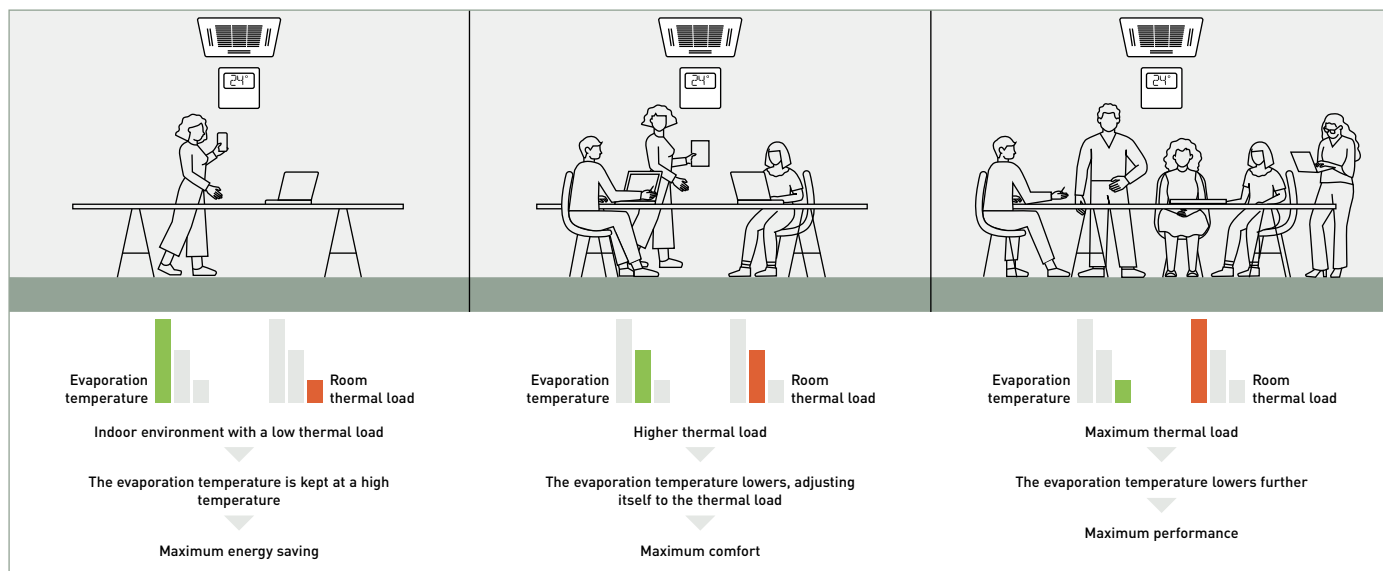 24°
24°
24°
Evaporation
temperature
Room
thermal load
Indoor environment with a low thermal load
The evaporation temperature is kept at a high
temperature
Maximum energy saving
Evaporation
temperature
Room
thermal load
Higher thermal load
The evaporation temperature lowers, adjusting
itself to the thermal load
Maximum comfort
Evaporation
temperature
Room
thermal load
Maximum thermal load
The evaporation temperature lowers further
Maximum performance